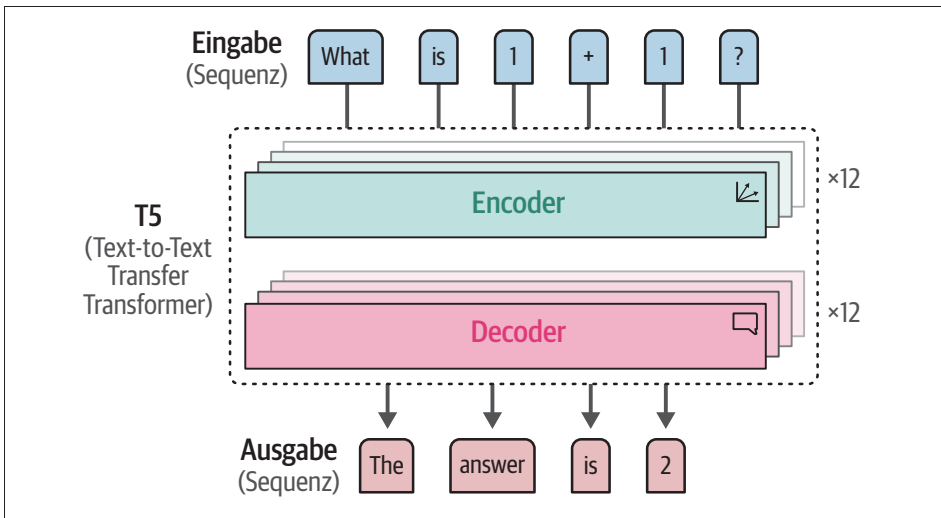 Eingabe
(Sequenz)
What is 1 + 1 ?
T5
(Text-to-Text
Transfer
Transformer)
Encoder
×12
Decoder
×12
Ausgabe
(Sequenz)
The answer is 2